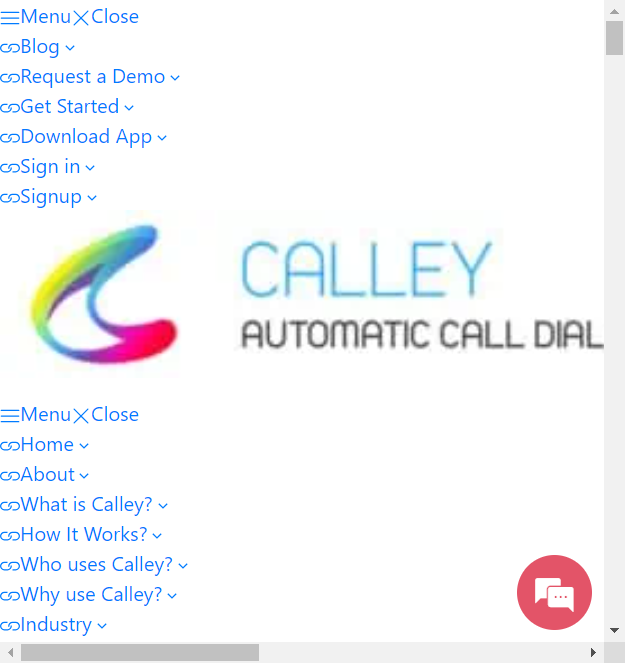 Menu Close
Blog
Request a Demo
Get Started
Download App
Sign in
Signup
CALLEY
AUTOMATIC CALL DIAL
Menu Close
Home
About
What is Calley?
How It Works?
Who uses Calley?
Why use Calley?
Industry